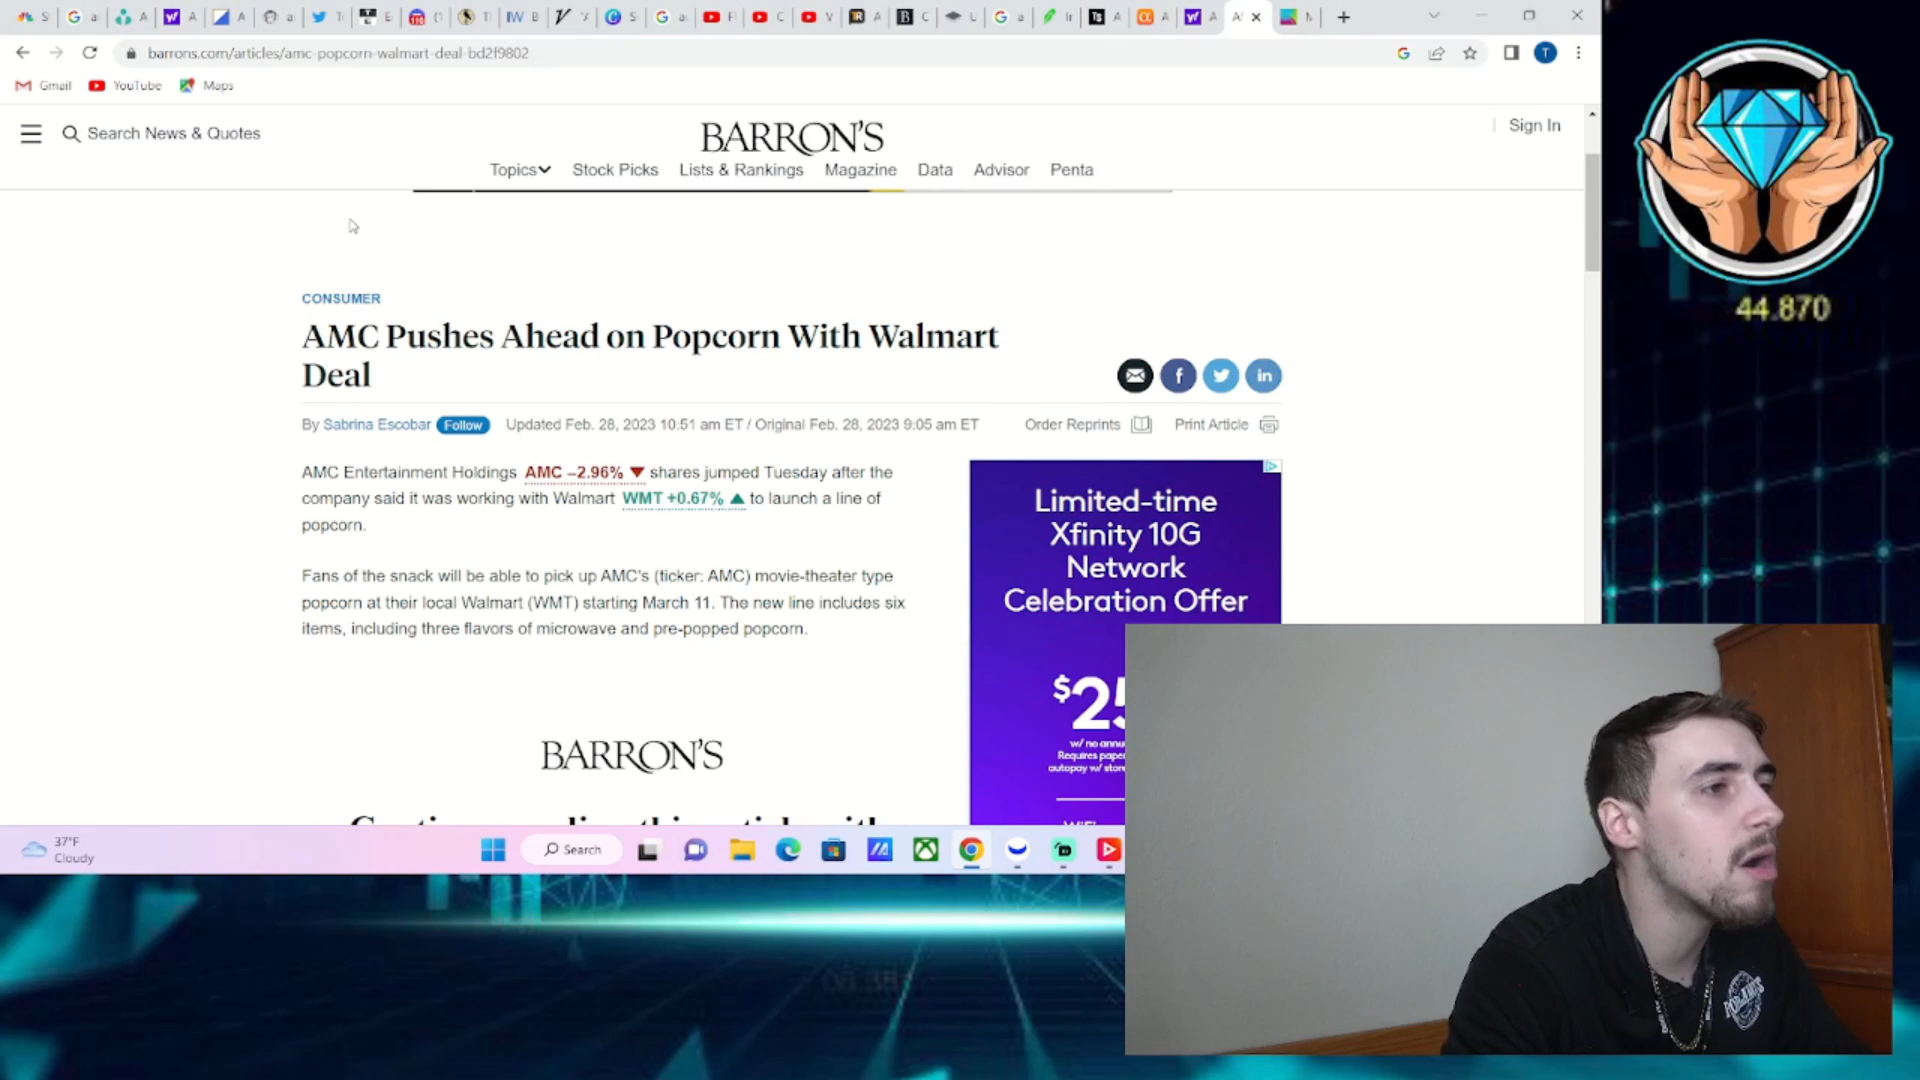 barrons.com/articles/amc-popcorn-walmart-deal-bd2f9802
Gmail YouTube Maps
Search News & Quotes
BARRON'S
Sign In
Topics Stock Picks Lists & Rankings Magazine Data Advisor Penta
44.870
CONSUMER
AMC Pushes Ahead on Popcorn With Walmart
Deal
By Sabrina Escobar Follow Updated Feb. 28, 2023 10:51 am ET / Original Feb. 28, 2023 9:05 am ET
Order Reprints Print Article
AMC Entertainment Holdings AMC –2.96% ▼ shares jumped Tuesday after the
company said it was working with Walmart WMT +0.67% ▲ to launch a line of
popcorn.
Fans of the snack will be able to pick up AMC's (ticker: AMC) movie-theater type
popcorn at their local Walmart (WMT) starting March 11. The new line includes six
items, including three flavors of microwave and pre-popped popcorn.
Limited-time
Xfinity 10G
Network
Celebration Offer
$25
w/ no annu
Requires paper
autopay w/ store
BARRON'S
37°F
Cloudy
Search